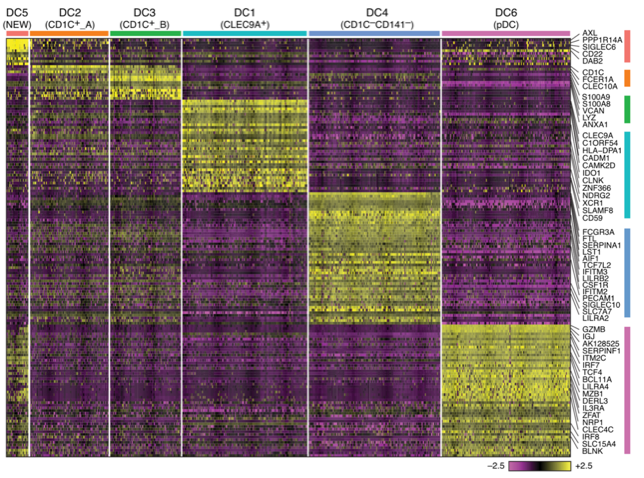 DC5 DC2 DC3 DC1 DC4 DC6
(NEW) (CD1C+_A) (CD1C+_B) (CLEC9A+) (CD1C−CD141−) (pDC)
AXL
PPP1R14A
SIGLEC6
CD22
DAB2
CD1C
FCER1A
CLEC10A
S100A9
S100A8
VCAN
LYZ
ANXA1
CLEC9A
C1ORF54
HLA−DPA1
CADM1
CAMK2D
IDO1
CLNK
ZNF366
NDRG2
XCR1
SLAMF8
CD59
FCGR3A
FTL
SERPINA1
LST1
AIF1
TCF7L2
IFITM3
LILRB2
CSF1R
IFITM2
PECAM1
SIGLEC10
SLC7A7
LILRA2
GZMB
IGJ
AK128525
SERPINF1
ITM2C
IRF7
TCF4
BCL11A
LILRA4
MZB1
DERL3
IL3RA
ZFAT
NRP1
CLEC4C
IRF8
SLC15A4
BLNK
−2.5 +2.5